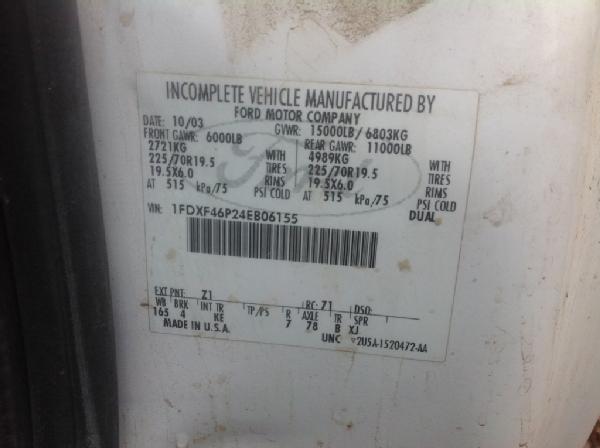 INCOMPLETE VEHICLE MANUFACTURED BY
FORD MOTOR COMPANY
DATE: 10/03 GVWR: 15000LB/ 6803KG
FRONT GAWR: 6000LB REAR GAWR: 11000LB
2721KG WITH 4989KG WITH
225/70R19.5 TIRES 225/70R19.5 TIRES
19.5X6.0 RIMS 19.5X6.0 RIMS
AT 515 kPa/75 PSI COLD AT 515 kPa/75 PSI COLD
DUAL
VIN: 1FDXF46P24EB06155
Ford
EXT PNT: Z1 RC: 71 DSO:
WB BRK INT TR TP/PS R AXLE TR SPR
165 4 KE 7 78 B XJ
MADE IN U.S.A. UNC ▽2U5A-1520472-AA